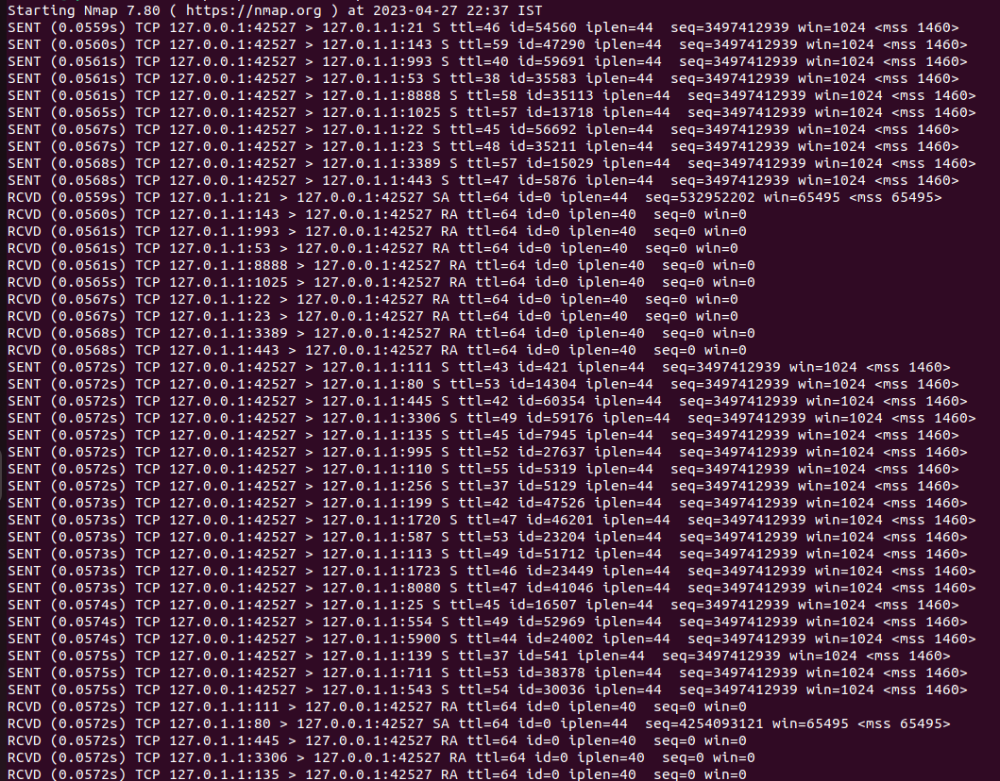 Starting Nmap 7.80 ( https://nmap.org ) at 2023-04-27 22:37 IST
SENT (0.0559s) TCP 127.0.0.1:42527 > 127.0.1.1:21 S ttl=46 id=54560 iplen=44  seq=3497412939 win=1024 <mss 1460>
SENT (0.0560s) TCP 127.0.0.1:42527 > 127.0.1.1:143 S ttl=59 id=47290 iplen=44  seq=3497412939 win=1024 <mss 1460>
SENT (0.0561s) TCP 127.0.0.1:42527 > 127.0.1.1:993 S ttl=40 id=59691 iplen=44  seq=3497412939 win=1024 <mss 1460>
SENT (0.0561s) TCP 127.0.0.1:42527 > 127.0.1.1:53 S ttl=38 id=35583 iplen=44  seq=3497412939 win=1024 <mss 1460>
SENT (0.0561s) TCP 127.0.0.1:42527 > 127.0.1.1:8888 S ttl=58 id=35113 iplen=44  seq=3497412939 win=1024 <mss 1460>
SENT (0.0565s) TCP 127.0.0.1:42527 > 127.0.1.1:1025 S ttl=57 id=13718 iplen=44  seq=3497412939 win=1024 <mss 1460>
SENT (0.0567s) TCP 127.0.0.1:42527 > 127.0.1.1:22 S ttl=45 id=56692 iplen=44  seq=3497412939 win=1024 <mss 1460>
SENT (0.0567s) TCP 127.0.0.1:42527 > 127.0.1.1:23 S ttl=48 id=35211 iplen=44  seq=3497412939 win=1024 <mss 1460>
SENT (0.0568s) TCP 127.0.0.1:42527 > 127.0.1.1:3389 S ttl=57 id=15029 iplen=44  seq=3497412939 win=1024 <mss 1460>
SENT (0.0568s) TCP 127.0.0.1:42527 > 127.0.1.1:443 S ttl=47 id=5876 iplen=44  seq=3497412939 win=1024 <mss 1460>
RCVD (0.0559s) TCP 127.0.1.1:21 > 127.0.0.1:42527 SA ttl=64 id=0 iplen=44  seq=532952202 win=65495 <mss 65495>
RCVD (0.0560s) TCP 127.0.1.1:143 > 127.0.0.1:42527 RA ttl=64 id=0 iplen=40  seq=0 win=0
RCVD (0.0561s) TCP 127.0.1.1:993 > 127.0.0.1:42527 RA ttl=64 id=0 iplen=40  seq=0 win=0
RCVD (0.0561s) TCP 127.0.1.1:53 > 127.0.0.1:42527 RA ttl=64 id=0 iplen=40  seq=0 win=0
RCVD (0.0561s) TCP 127.0.1.1:8888 > 127.0.0.1:42527 RA ttl=64 id=0 iplen=40  seq=0 win=0
RCVD (0.0565s) TCP 127.0.1.1:1025 > 127.0.0.1:42527 RA ttl=64 id=0 iplen=40  seq=0 win=0
RCVD (0.0567s) TCP 127.0.1.1:22 > 127.0.0.1:42527 RA ttl=64 id=0 iplen=40  seq=0 win=0
RCVD (0.0567s) TCP 127.0.1.1:23 > 127.0.0.1:42527 RA ttl=64 id=0 iplen=40  seq=0 win=0
RCVD (0.0568s) TCP 127.0.1.1:3389 > 127.0.0.1:42527 RA ttl=64 id=0 iplen=40  seq=0 win=0
RCVD (0.0568s) TCP 127.0.1.1:443 > 127.0.0.1:42527 RA ttl=64 id=0 iplen=40  seq=0 win=0
SENT (0.0572s) TCP 127.0.0.1:42527 > 127.0.1.1:111 S ttl=43 id=421 iplen=44  seq=3497412939 win=1024 <mss 1460>
SENT (0.0572s) TCP 127.0.0.1:42527 > 127.0.1.1:80 S ttl=53 id=14304 iplen=44  seq=3497412939 win=1024 <mss 1460>
SENT (0.0572s) TCP 127.0.0.1:42527 > 127.0.1.1:445 S ttl=42 id=60354 iplen=44  seq=3497412939 win=1024 <mss 1460>
SENT (0.0572s) TCP 127.0.0.1:42527 > 127.0.1.1:3306 S ttl=49 id=59176 iplen=44  seq=3497412939 win=1024 <mss 1460>
SENT (0.0572s) TCP 127.0.0.1:42527 > 127.0.1.1:135 S ttl=45 id=7945 iplen=44  seq=3497412939 win=1024 <mss 1460>
SENT (0.0572s) TCP 127.0.0.1:42527 > 127.0.1.1:995 S ttl=52 id=27637 iplen=44  seq=3497412939 win=1024 <mss 1460>
SENT (0.0572s) TCP 127.0.0.1:42527 > 127.0.1.1:110 S ttl=55 id=5319 iplen=44  seq=3497412939 win=1024 <mss 1460>
SENT (0.0572s) TCP 127.0.0.1:42527 > 127.0.1.1:256 S ttl=37 id=5129 iplen=44  seq=3497412939 win=1024 <mss 1460>
SENT (0.0573s) TCP 127.0.0.1:42527 > 127.0.1.1:199 S ttl=42 id=47526 iplen=44  seq=3497412939 win=1024 <mss 1460>
SENT (0.0573s) TCP 127.0.0.1:42527 > 127.0.1.1:1720 S ttl=47 id=46201 iplen=44  seq=3497412939 win=1024 <mss 1460>
SENT (0.0573s) TCP 127.0.0.1:42527 > 127.0.1.1:587 S ttl=53 id=23204 iplen=44  seq=3497412939 win=1024 <mss 1460>
SENT (0.0573s) TCP 127.0.0.1:42527 > 127.0.1.1:113 S ttl=49 id=51712 iplen=44  seq=3497412939 win=1024 <mss 1460>
SENT (0.0573s) TCP 127.0.0.1:42527 > 127.0.1.1:1723 S ttl=46 id=23449 iplen=44  seq=3497412939 win=1024 <mss 1460>
SENT (0.0573s) TCP 127.0.0.1:42527 > 127.0.1.1:8080 S ttl=47 id=41046 iplen=44  seq=3497412939 win=1024 <mss 1460>
SENT (0.0574s) TCP 127.0.0.1:42527 > 127.0.1.1:25 S ttl=45 id=16507 iplen=44  seq=3497412939 win=1024 <mss 1460>
SENT (0.0574s) TCP 127.0.0.1:42527 > 127.0.1.1:554 S ttl=49 id=52969 iplen=44  seq=3497412939 win=1024 <mss 1460>
SENT (0.0574s) TCP 127.0.0.1:42527 > 127.0.1.1:5900 S ttl=44 id=24002 iplen=44  seq=3497412939 win=1024 <mss 1460>
SENT (0.0575s) TCP 127.0.0.1:42527 > 127.0.1.1:139 S ttl=37 id=541 iplen=44  seq=3497412939 win=1024 <mss 1460>
SENT (0.0575s) TCP 127.0.0.1:42527 > 127.0.1.1:711 S ttl=53 id=38378 iplen=44  seq=3497412939 win=1024 <mss 1460>
SENT (0.0575s) TCP 127.0.0.1:42527 > 127.0.1.1:543 S ttl=54 id=30036 iplen=44  seq=3497412939 win=1024 <mss 1460>
RCVD (0.0572s) TCP 127.0.1.1:111 > 127.0.0.1:42527 RA ttl=64 id=0 iplen=40  seq=0 win=0
RCVD (0.0572s) TCP 127.0.1.1:80 > 127.0.0.1:42527 SA ttl=64 id=0 iplen=44  seq=4254093121 win=65495 <mss 65495>
RCVD (0.0572s) TCP 127.0.1.1:445 > 127.0.0.1:42527 RA ttl=64 id=0 iplen=40  seq=0 win=0
RCVD (0.0572s) TCP 127.0.1.1:3306 > 127.0.0.1:42527 RA ttl=64 id=0 iplen=40  seq=0 win=0
RCVD (0.0572s) TCP 127.0.1.1:135 > 127.0.0.1:42527 RA ttl=64 id=0 iplen=40  seq=0 win=0